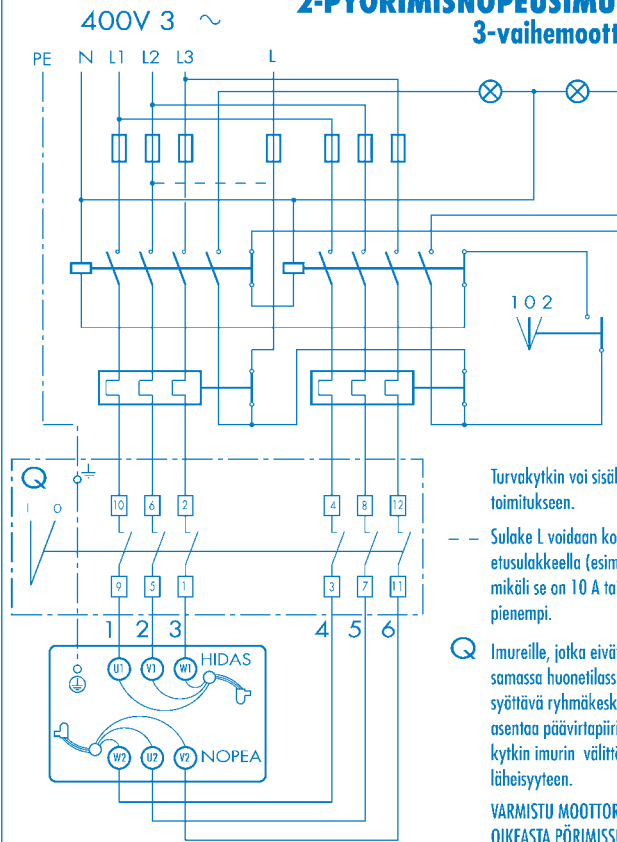 2-PYÖRIMISNOPEUSIMU
3-vaihemoott
400V 3 ~
PE N L1 L2 L3 L
1 0 2
Q
I O
10 6 2 4 8 12
9 5 1 3 7 11
1 2 3 4 5 6
U1 V1 W1 HIDAS
W2 U2 V2 NOPEA
Turvakytkin voi sisäl
toimitukseen.
Sulake L voidaan ko
etusulakkeella (esim
mikäli se on 10 A ta
pienempi.
Q Imureille, jotka eivä
samassa huonetilass
syöttävä ryhmäkesk
asentaa päävirtapiiri
kytkin imurin välittö
läheisyyteen.
VARMISTU MOOTTOR
OIKEASTA PÖRIMISS